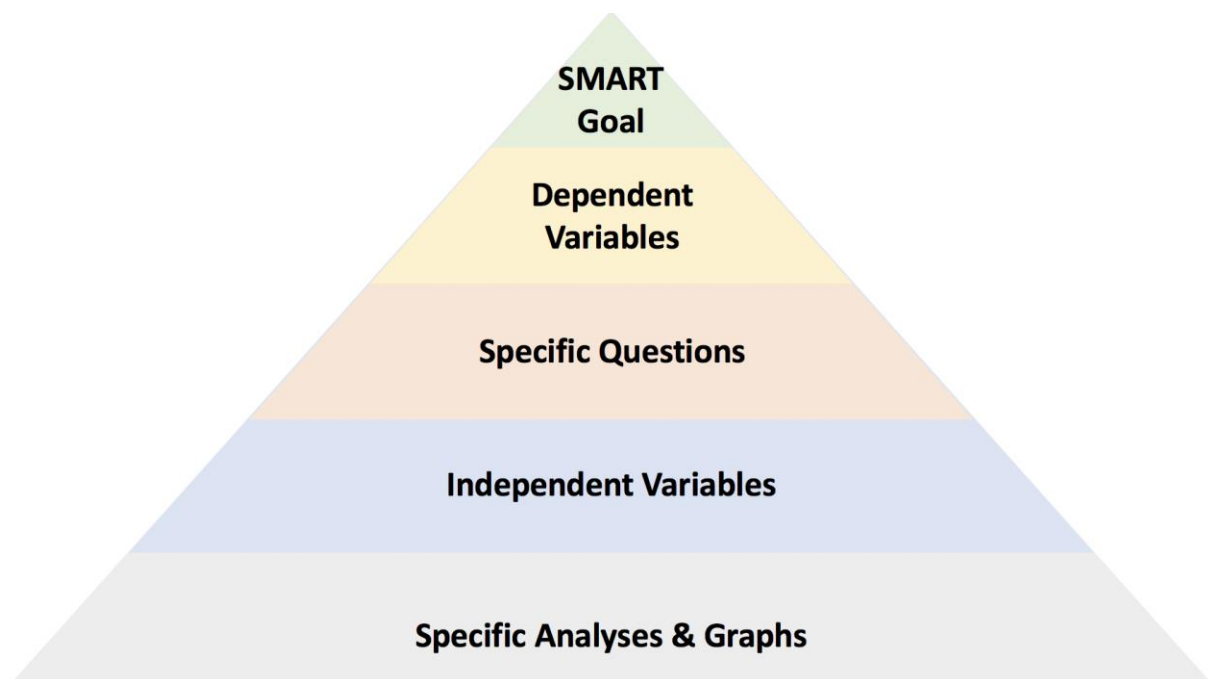 SMART
Goal
Dependent
Variables
Specific Questions
Independent Variables
Specific Analyses & Graphs